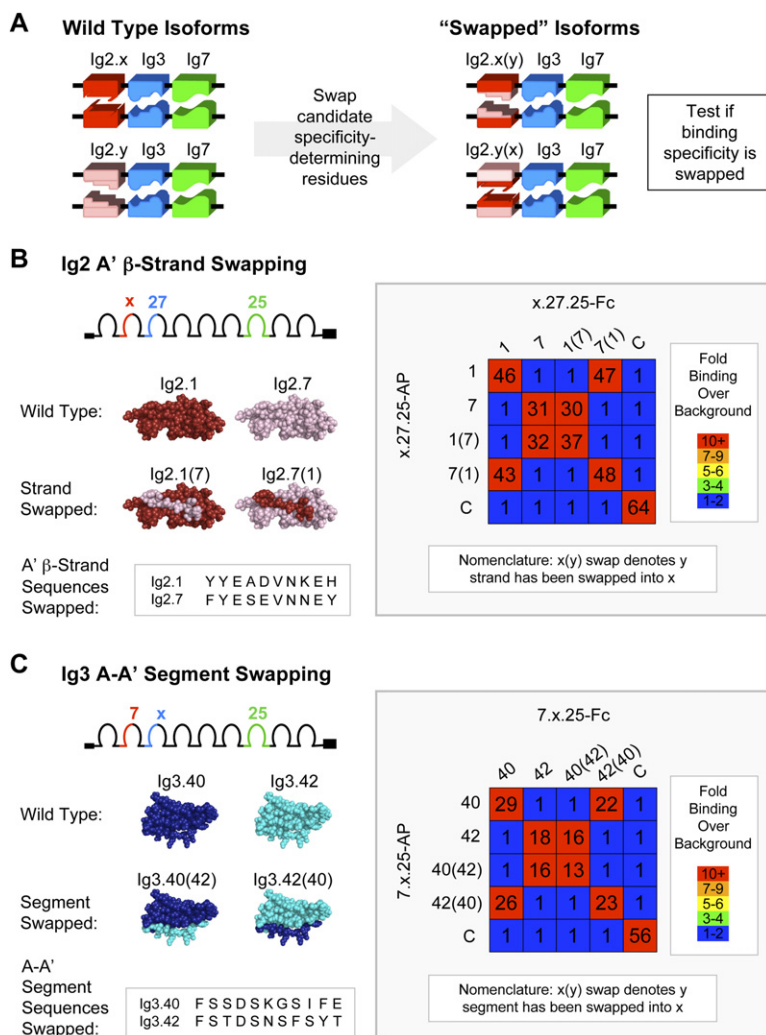 A
Wild Type Isoforms
"Swapped" Isoforms
Ig2.x Ig3 Ig7
Ig2.y Ig3 Ig7
Swap
candidate
specificity-
determining
residues
Ig2.x(y) Ig3 Ig7
Ig2.y(x) Ig3 Ig7
Test if
binding
specificity is
swapped
B Ig2 A' β-Strand Swapping
x 27 25
Ig2.1 Ig2.7
Wild Type:
Ig2.1(7) Ig2.7(1)
Strand
Swapped:
A' β-Strand
Sequences
Swapped:
Ig2.1 Y Y E A D V N K E H
Ig2.7 F Y E S E V N N E Y
x.27.25-Fc
1 7 1(7) 7(1) C
x.27.25-AP
1 46 1 1 47 1
7 1 31 30 1 1
1(7) 1 32 37 1 1
7(1) 43 1 1 48 1
C 1 1 1 1 64
Fold
Binding
Over
Background
10+
7-9
5-6
3-4
1-2
Nomenclature: x(y) swap denotes y
strand has been swapped into x
C Ig3 A-A' Segment Swapping
7 x 25
Ig3.40 Ig3.42
Wild Type:
Ig3.40(42) Ig3.42(40)
Segment
Swapped:
A-A'
Segment
Sequences
Swapped:
Ig3.40 F S S D S K G S I F E
Ig3.42 F S T D S N S F S Y T
7.x.25-Fc
40 42 40(42) 42(40) C
7.x.25-AP
40 29 1 1 22 1
42 1 18 16 1 1
40(42) 1 16 13 1 1
42(40) 26 1 1 23 1
C 1 1 1 1 56
Fold
Binding
Over
Background
10+
7-9
5-6
3-4
1-2
Nomenclature: x(y) swap denotes y
segment has been swapped into x